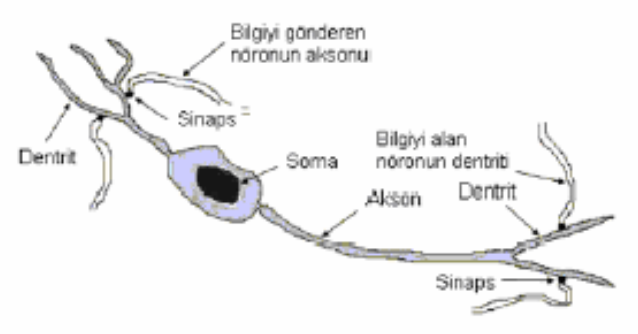 Bilgiyi gönderen
nöronun aksonu
Sinaps
Dentrit
Soma
Bilgiyi alan
nöronun dentriti
Akson
Dentrit
Sinaps